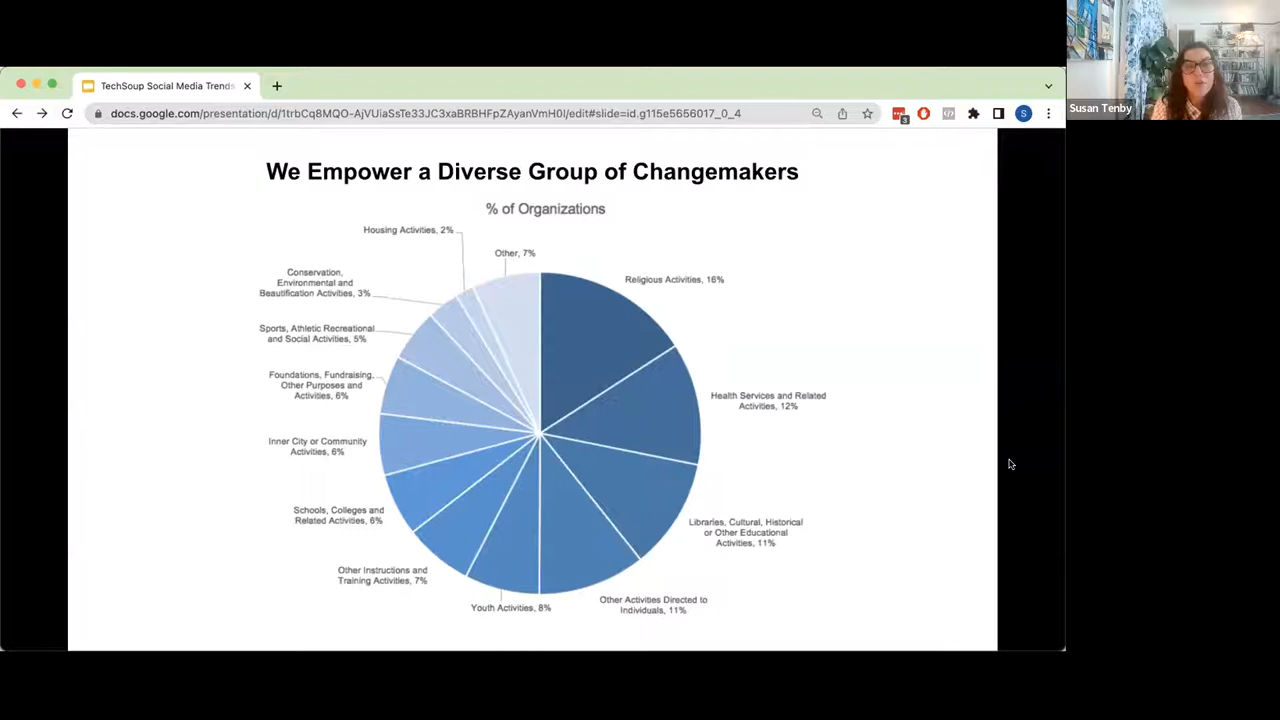 TechSoup Social Media Trends
docs.google.com/presentation/d/1trbCq8MQO-AjVUiaSsTe33JC3xaBRBHFpZAyanVmH0I/edit#slide=id.g115e5656017_0_4
3
S
Susan Tenby
We Empower a Diverse Group of Changemakers
% of Organizations
Housing Activities, 2%
Other, 7%
Religious Activities, 16%
Conservation,
Environmental and
Beautification Activities, 3%
Sports, Athletic Recreational
and Social Activities, 5%
Foundations, Fundraising,
Other Purposes and
Activities, 6%
Health Services and Related
Activities, 12%
Inner City or Community
Activities, 6%
Schools, Colleges and
Related Activities, 6%
Libraries, Cultural, Historical
or Other Educational
Activities, 11%
Other Instructions and
Training Activities, 7%
Youth Activities, 8%
Other Activities Directed to
Individuals, 11%